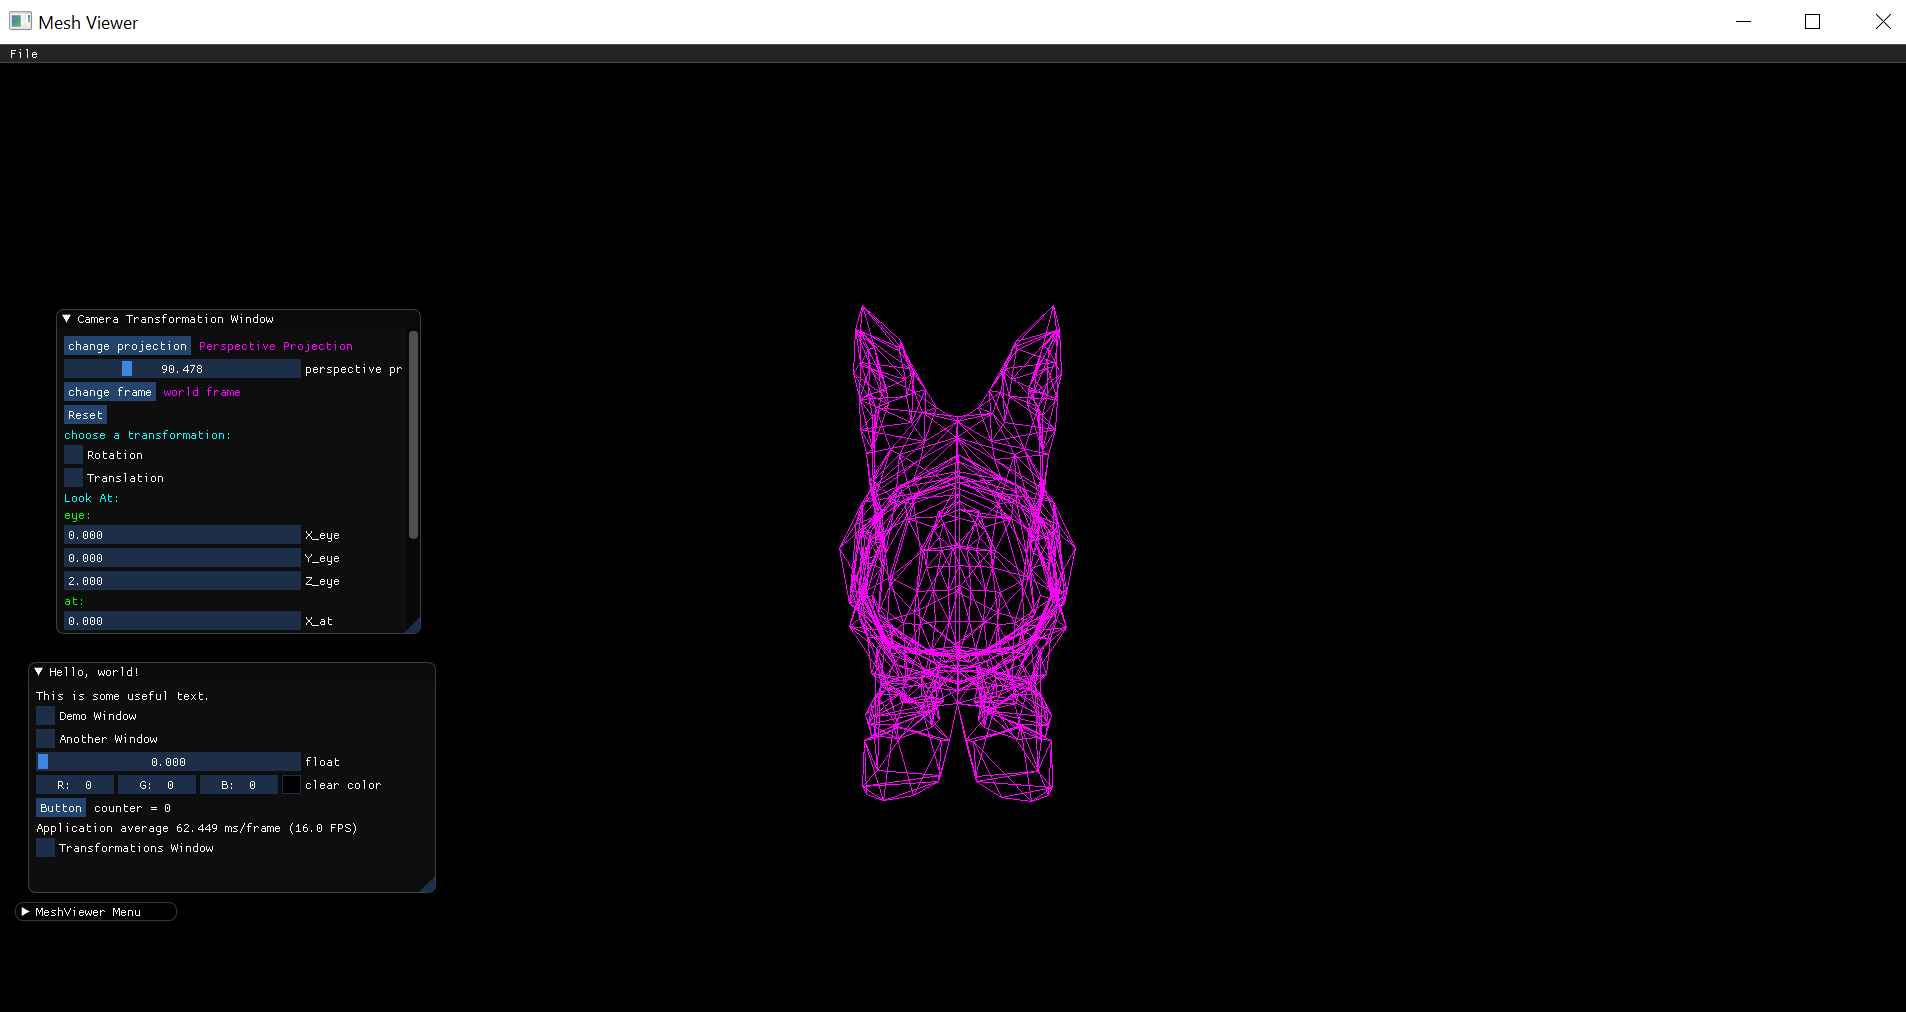 Mesh Viewer
File
Camera Transformation Window
change projection Perspective Projection
90.478 perspective pr
change frame world frame
Reset
choose a transformation:
Rotation
Translation
Look At:
eye:
0.000 X_eye
0.000 Y_eye
2.000 Z_eye
at:
0.000 X_at
Hello, world!
This is some useful text.
Demo Window
Another Window
0.000 float
R: 0 G: 0 B: 0 clear color
Button counter = 0
Application average 62.449 ms/frame (16.0 FPS)
Transformations Window
MeshViewer Menu